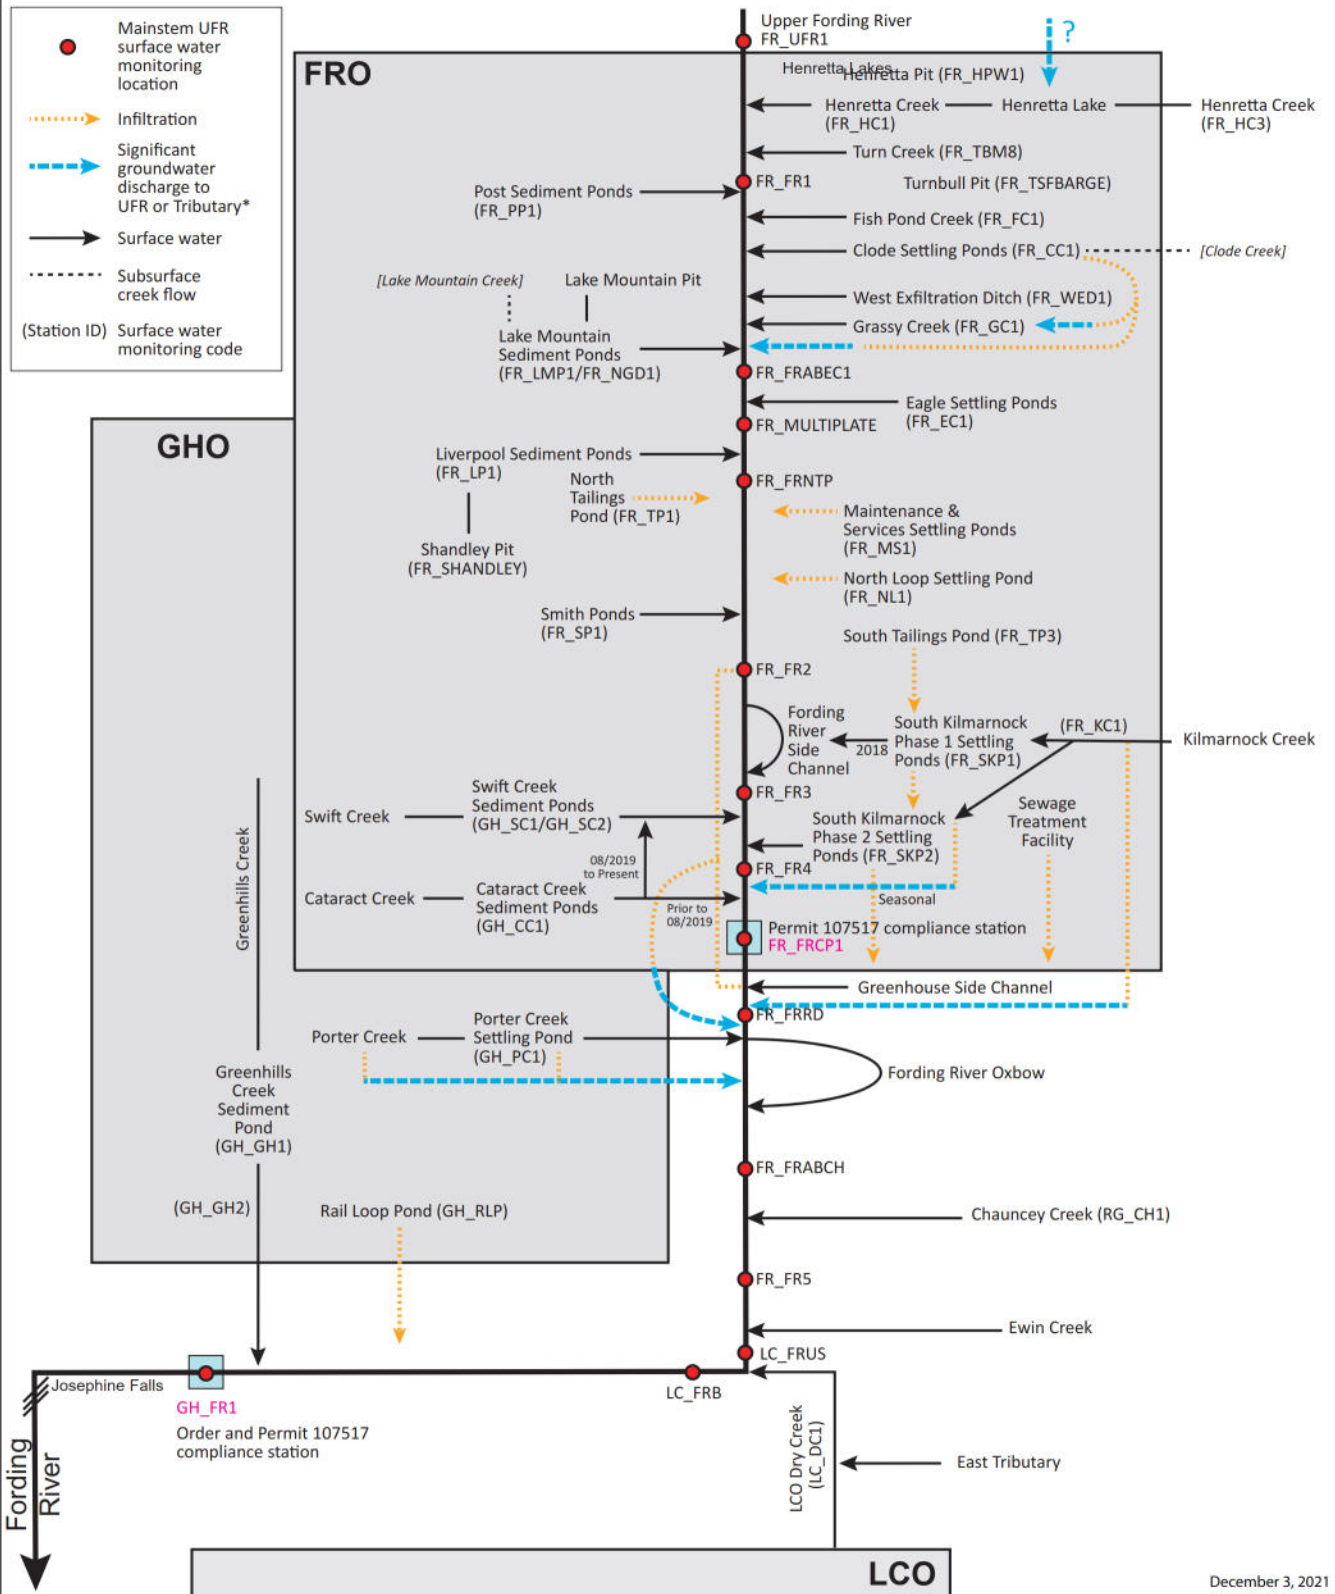 Mainstem UFR
surface water
monitoring
location
Infiltration
Significant
groundwater
discharge to
UFR or Tributary*
Surface water
Subsurface
creek flow
(Station ID)
Surface water
monitoring code
FRO
Upper Fording River
FR_UFR1
Henretta Lakes
Henretta Pit (FR_HPW1)
?
Henretta Creek
(FR_HC1)
Henretta Lake
Henretta Creek
(FR_HC3)
Turn Creek (FR_TBM8)
FR_FR1
Turnbull Pit (FR_TSFBARGE)
Post Sediment Ponds
(FR_PP1)
Fish Pond Creek (FR_FC1)
Clode Settling Ponds (FR_CC1)
[Clode Creek]
[Lake Mountain Creek]
Lake Mountain Pit
West Exfiltration Ditch (FR_WED1)
Grassy Creek (FR_GC1)
Lake Mountain
Sediment Ponds
(FR_LMP1/FR_NGD1)
FR_FRABEC1
Eagle Settling Ponds
(FR_EC1)
FR_MULTIPLATE
GHO
Liverpool Sediment Ponds
(FR_LP1)
FR_FRNTP
North
Tailings
Pond (FR_TP1)
Maintenance &
Services Settling Ponds
(FR_MS1)
Shandley Pit
(FR_SHANDLEY)
North Loop Settling Pond
(FR_NL1)
Smith Ponds
(FR_SP1)
South Tailings Pond (FR_TP3)
FR_FR2
Fording
River
Side
Channel
2018
South Kilmarnock
Phase 1 Settling
Ponds (FR_SKP1)
(FR_KC1)
Kilmarnock Creek
FR_FR3
Swift Creek
Swift Creek
Sediment Ponds
(GH_SC1/GH_SC2)
South Kilmarnock
Phase 2 Settling
Ponds (FR_SKP2)
Sewage
Treatment
Facility
08/2019
to Present
FR_FR4
Greenhills Creek
Cataract Creek
Cataract Creek
Sediment Ponds
(GH_CC1)
Prior to
08/2019
Seasonal
Permit 107517 compliance station
FR_FRCP1
Greenhouse Side Channel
FR_FRRD
Porter Creek
Porter Creek
Settling Pond
(GH_PC1)
Fording River Oxbow
Greenhills
Creek
Sediment
Pond
(GH_GH1)
FR_FRABCH
(GH_GH2)
Rail Loop Pond (GH_RLP)
Chauncey Creek (RG_CH1)
FR_FR5
Ewin Creek
LC_FRUS
Josephine Falls
LC_FRB
GH_FR1
Order and Permit 107517
compliance station
Fording
River
LCO Dry Creek
(LC_DC1)
East Tributary
LCO
December 3, 2021